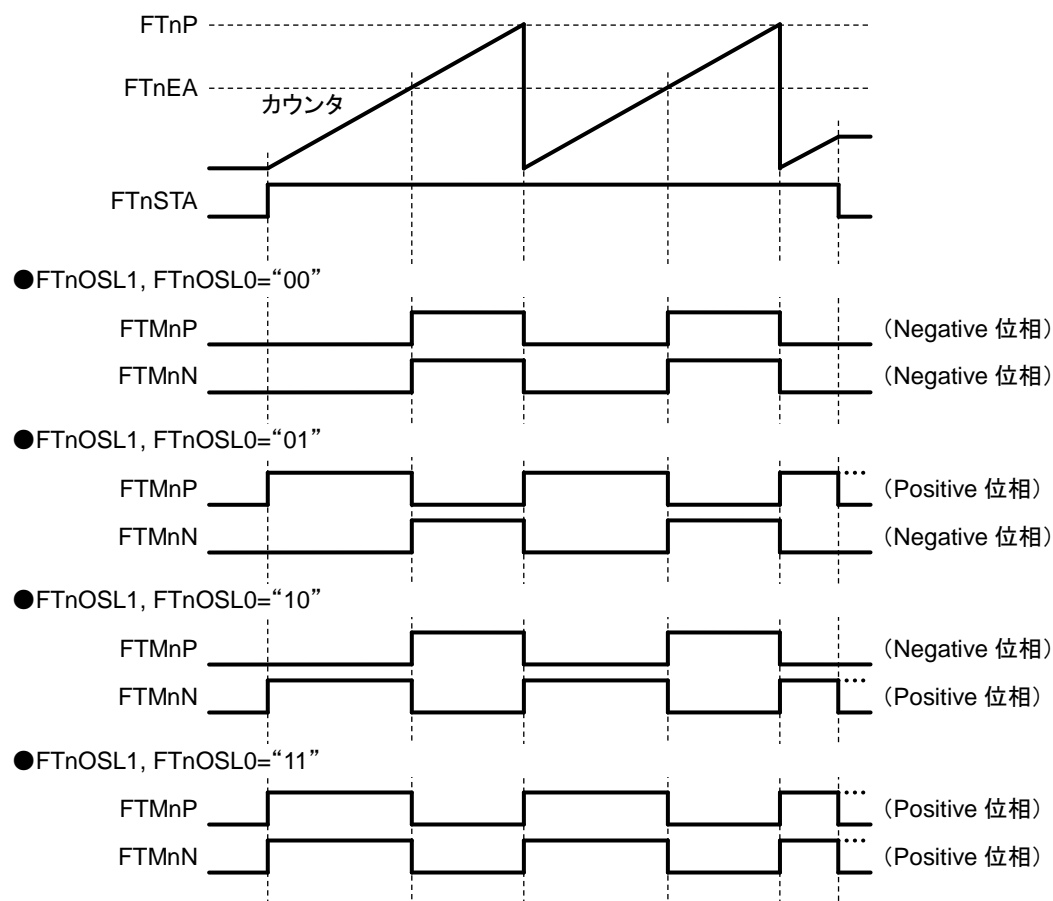 FTnP
FTnEA
カウンタ
FTnSTA
●FTnOSL1, FTnOSL0=“00”
FTMnP （Negative 位相）
FTMnN （Negative 位相）
●FTnOSL1, FTnOSL0=“01”
FTMnP （Positive 位相）
FTMnN （Negative 位相）
●FTnOSL1, FTnOSL0=“10”
FTMnP （Negative 位相）
FTMnN （Positive 位相）
●FTnOSL1, FTnOSL0=“11”
FTMnP （Positive 位相）
FTMnN （Positive 位相）